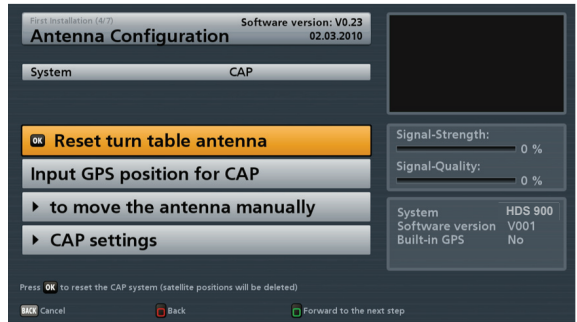 First Installation (4/7)
Software version: V0.23
Antenna Configuration
02.03.2010
System CAP
OK Reset turn table antenna
Input GPS position for CAP
to move the antenna manually
CAP settings
Signal-Strength:
0 %
Signal-Quality:
0 %
System HDS 900
Software version V001
Built-in GPS No
Press OK to reset the CAP system (satellite positions will be deleted)
BACK Cancel Back Forward to the next step